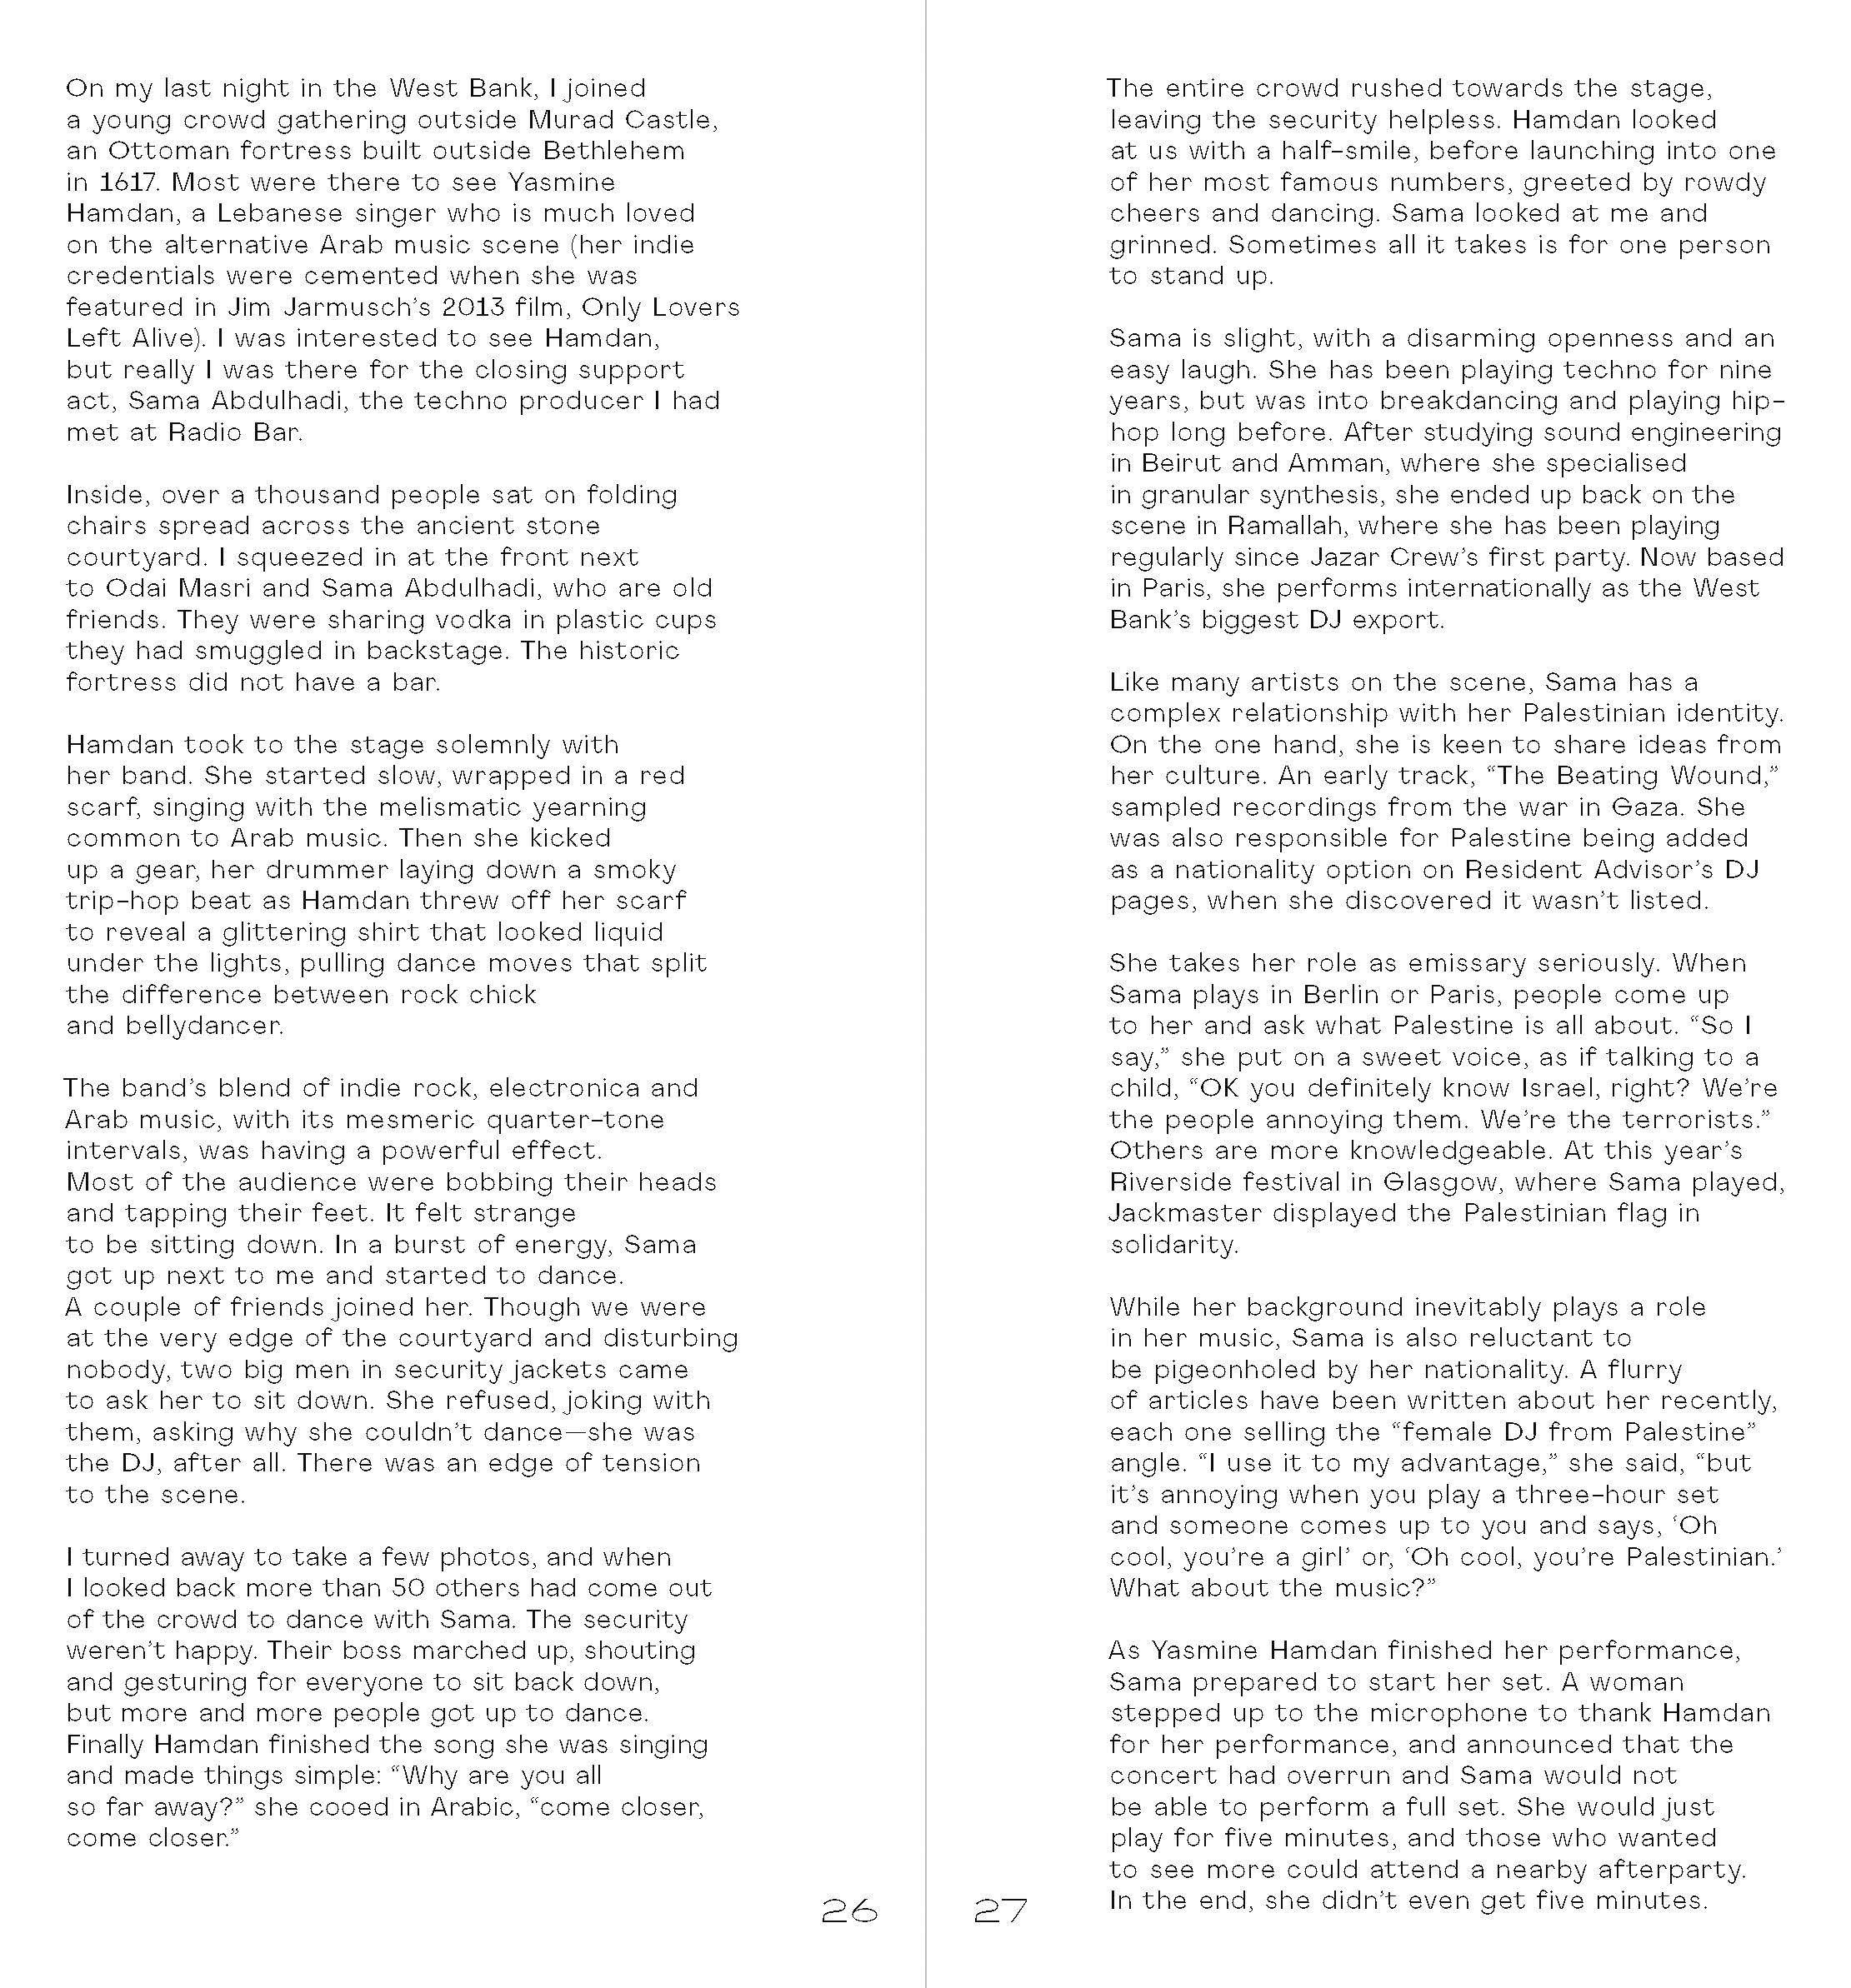 On my last night in the West Bank, I joined
a young crowd gathering outside Murad Castle,
an Ottoman fortress built outside Bethlehem
in 1617. Most were there to see Yasmine
Hamdan, a Lebanese singer who is much loved
on the alternative Arab music scene (her indie
credentials were cemented when she was
featured in Jim Jarmusch’s 2013 film, Only Lovers
Left Alive). I was interested to see Hamdan,
but really I was there for the closing support
act, Sama Abdulhadi, the techno producer I had
met at Radio Bar.

Inside, over a thousand people sat on folding
chairs spread across the ancient stone
courtyard. I squeezed in at the front next
to Odai Masri and Sama Abdulhadi, who are old
friends. They were sharing vodka in plastic cups
they had smuggled in backstage. The historic
fortress did not have a bar.

Hamdan took to the stage solemnly with
her band. She started slow, wrapped in a red
scarf, singing with the melismatic yearning
common to Arab music. Then she kicked
up a gear, her drummer laying down a smoky
trip-hop beat as Hamdan threw off her scarf
to reveal a glittering shirt that looked liquid
under the lights, pulling dance moves that split
the difference between rock chick
and bellydancer.

The band’s blend of indie rock, electronica and
Arab music, with its mesmeric quarter-tone
intervals, was having a powerful effect.
Most of the audience were bobbing their heads
and tapping their feet. It felt strange
to be sitting down. In a burst of energy, Sama
got up next to me and started to dance.
A couple of friends joined her. Though we were
at the very edge of the courtyard and disturbing
nobody, two big men in security jackets came
to ask her to sit down. She refused, joking with
them, asking why she couldn’t dance—she was
the DJ, after all. There was an edge of tension
to the scene.

I turned away to take a few photos, and when
I looked back more than 50 others had come out
of the crowd to dance with Sama. The security
weren’t happy. Their boss marched up, shouting
and gesturing for everyone to sit back down,
but more and more people got up to dance.
Finally Hamdan finished the song she was singing
and made things simple: “Why are you all
so far away?” she cooed in Arabic, “come closer,
come closer.”

26

The entire crowd rushed towards the stage,
leaving the security helpless. Hamdan looked
at us with a half-smile, before launching into one
of her most famous numbers, greeted by rowdy
cheers and dancing. Sama looked at me and
grinned. Sometimes all it takes is for one person
to stand up.

Sama is slight, with a disarming openness and an
easy laugh. She has been playing techno for nine
years, but was into breakdancing and playing hip-
hop long before. After studying sound engineering
in Beirut and Amman, where she specialised
in granular synthesis, she ended up back on the
scene in Ramallah, where she has been playing
regularly since Jazar Crew’s first party. Now based
in Paris, she performs internationally as the West
Bank’s biggest DJ export.

Like many artists on the scene, Sama has a
complex relationship with her Palestinian identity.
On the one hand, she is keen to share ideas from
her culture. An early track, “The Beating Wound,”
sampled recordings from the war in Gaza. She
was also responsible for Palestine being added
as a nationality option on Resident Advisor’s DJ
pages, when she discovered it wasn’t listed.

She takes her role as emissary seriously. When
Sama plays in Berlin or Paris, people come up
to her and ask what Palestine is all about. “So I
say,” she put on a sweet voice, as if talking to a
child, “OK you definitely know Israel, right? We’re
the people annoying them. We’re the terrorists.”
Others are more knowledgeable. At this year’s
Riverside festival in Glasgow, where Sama played,
Jackmaster displayed the Palestinian flag in
solidarity.

While her background inevitably plays a role
in her music, Sama is also reluctant to
be pigeonholed by her nationality. A flurry
of articles have been written about her recently,
each one selling the “female DJ from Palestine”
angle. “I use it to my advantage,” she said, “but
it’s annoying when you play a three-hour set
and someone comes up to you and says, ‘Oh
cool, you’re a girl’ or, ‘Oh cool, you’re Palestinian.’
What about the music?”

As Yasmine Hamdan finished her performance,
Sama prepared to start her set. A woman
stepped up to the microphone to thank Hamdan
for her performance, and announced that the
concert had overrun and Sama would not
be able to perform a full set. She would just
play for five minutes, and those who wanted
to see more could attend a nearby afterparty.
In the end, she didn’t even get five minutes.

27